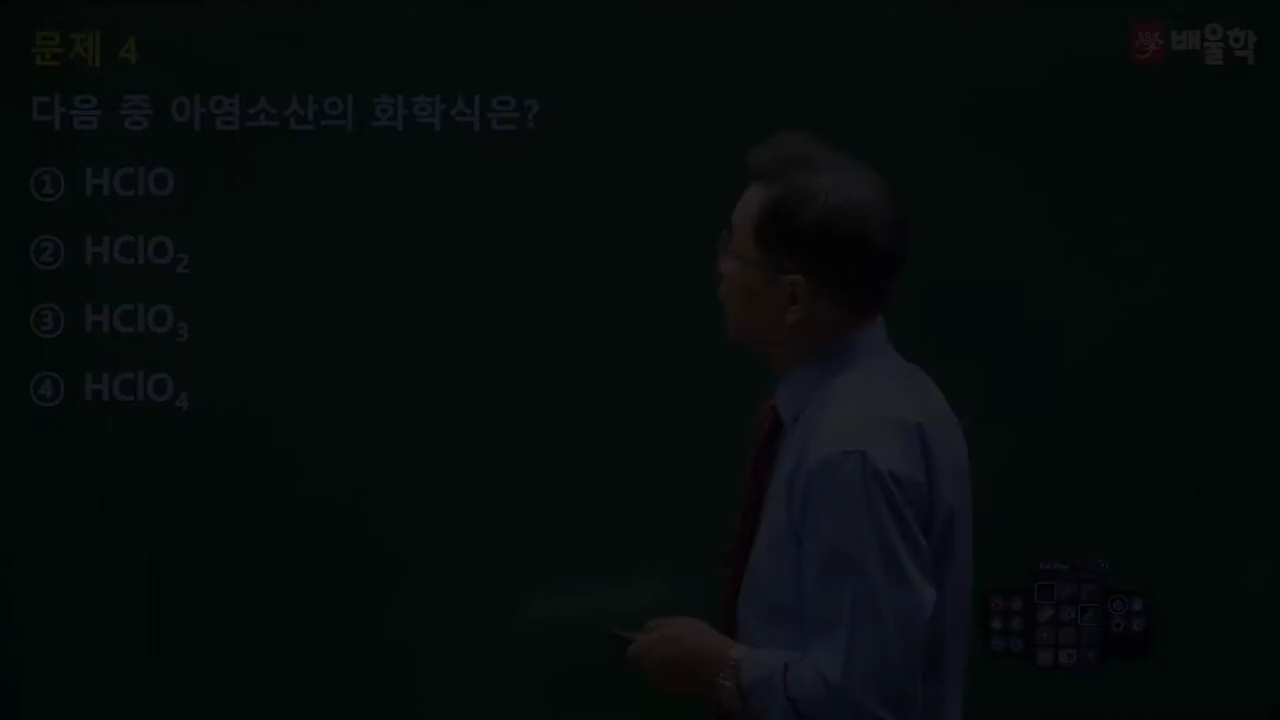 문제 4
배울학
다음 중 아염소산의 화학식은?
① HClO
② HClO₂
③ HClO₃
④ HClO₄